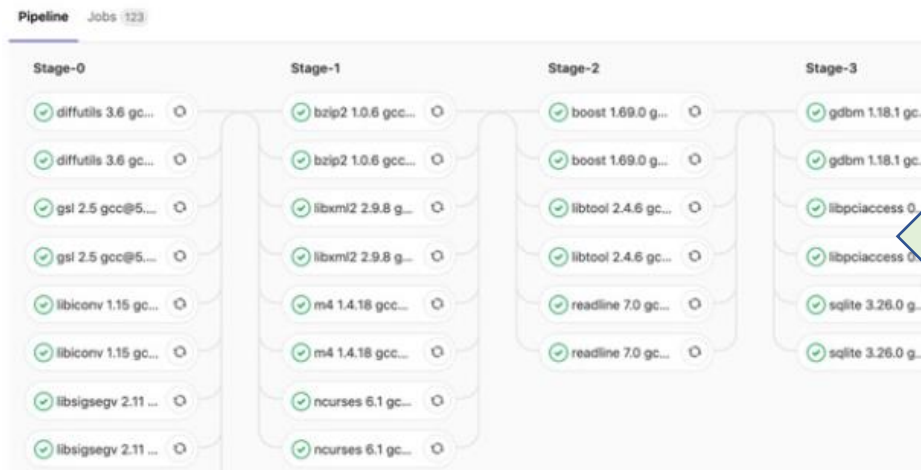 Pipeline Jobs 123
Stage-0 Stage-1 Stage-2 Stage-3
diffutils 3.6 gc... bzip2 1.0.6 gcc... boost 1.69.0 g... gdbm 1.18.1 gc.
diffutils 3.6 gc... bzip2 1.0.6 gcc... boost 1.69.0 g... gdbm 1.18.1 gc.
gsl 2.5 gcc@5.... libxml2 2.9.8 g... libtool 2.4.6 gc... libpciaccess 0..
gsl 2.5 gcc@5.... libxml2 2.9.8 g... libtool 2.4.6 gc... libpciaccess 0
libiconv 1.15 gc... m4 1.4.18 gcc... readline 7.0 gc... sqlite 3.26.0 g..
libiconv 1.15 gc... m4 1.4.18 gcc... readline 7.0 gc... sqlite 3.26.0 g..
libsigsegv 2.11 ... ncurses 6.1 gc...
libsigsegv 2.11 ... ncurses 6.1 gc...